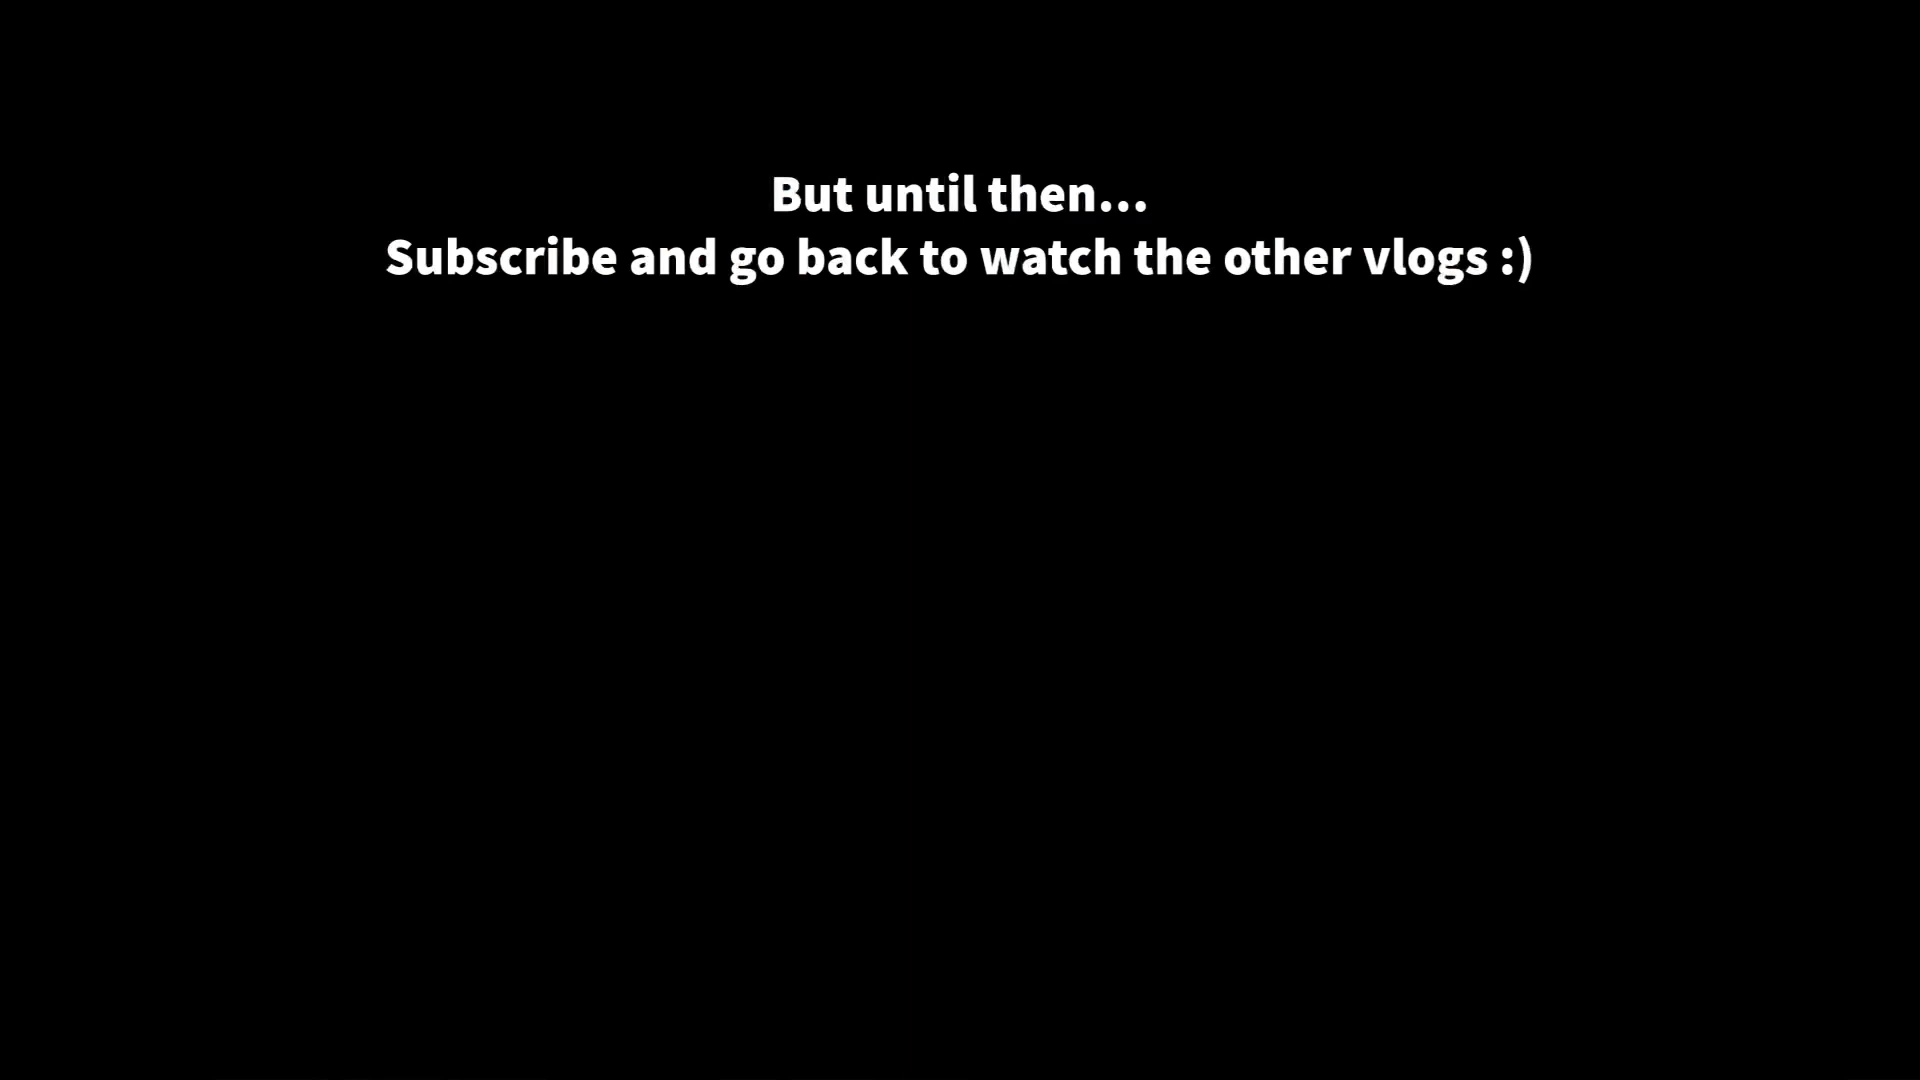 But until then...
Subscribe and go back to watch the other vlogs :)